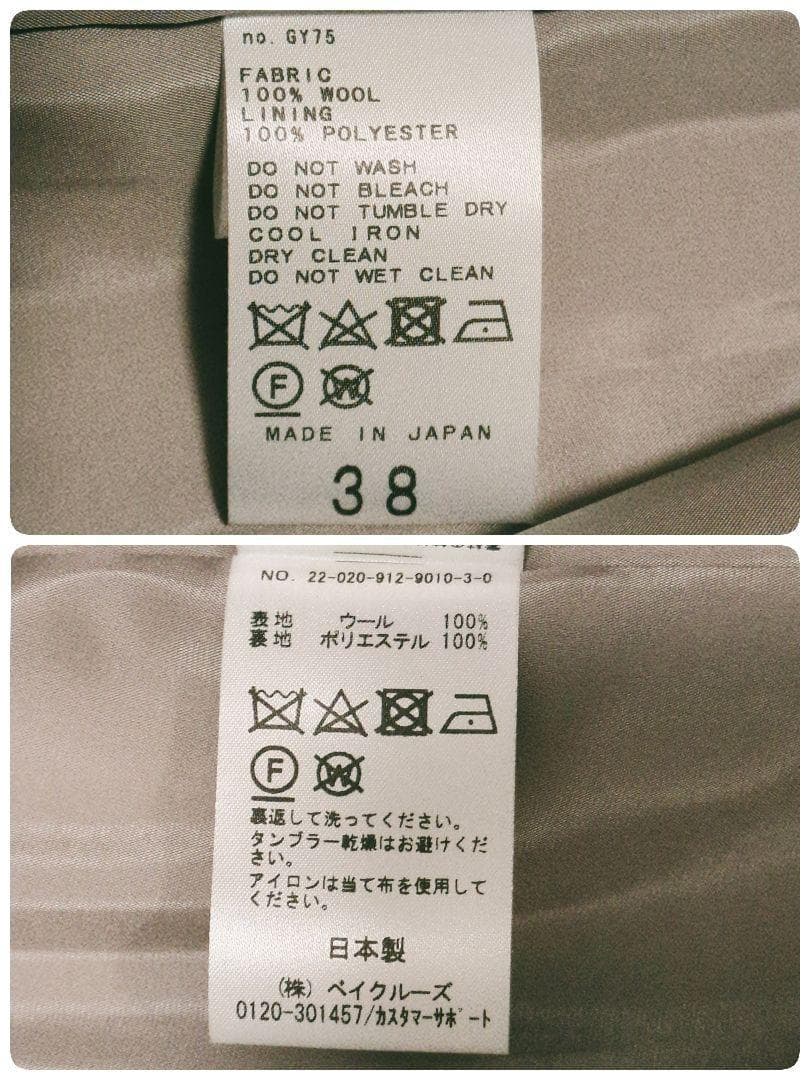 no. GY75
FABRIC
100% WOOL
LINING
100% POLYESTER
DO NOT WASH
DO NOT BLEACH
DO NOT TUMBLE DRY
COOL IRON
DRY CLEAN
DO NOT WET CLEAN
F W
MADE IN JAPAN
38
NO. 22-020-912-9010-3-0
表地 ウール 100%
裏地 ポリエステル 100%
F W
裏返して洗ってください。
タンブラー乾燥はお避けくだ
さい。
アイロンは当て布を使用して
ください。
日本製
(株) ベイクルーズ
0120-301457/カスタマーサポート